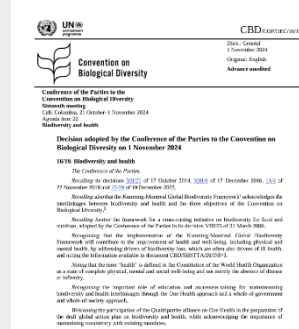 UN
environment
programme
CBD
Distr.: General
1 November 2024
Original: English
Advance unedited
Convention on
Biological Diversity
Conference of the Parties to the
Convention on Biological Diversity
Sixteenth meeting
Cali, Colombia, 21 October–1 November 2024
Agenda item 22
Biodiversity and health
Decision adopted by the Conference of the Parties to the Convention on
Biological Diversity on 1 November 2024
16/19. Biodiversity and health
The Conference of the Parties,
Recalling its decisions XII/21 of 17 October 2014, XIII/6 of 17 December 2016, 14/4 of
22 November 2018 and 15/29 of 19 December 2022,
Recalling also that the Kunming-Montreal Global Biodiversity Framework acknowledges the
interlinkages between biodiversity and health and the three objectives of the Convention on
Biological Diversity,
Recalling further the framework for a cross-cutting initiative on biodiversity for food and
nutrition, adopted by the Conference of the Parties in its decision VIII/23 of 31 March 2006,
Recognizing that the implementation of the Kunming-Montreal Global Biodiversity
Framework will contribute to the improvement of health and well-being, including physical and
mental health, by addressing drivers of biodiversity loss, which are often also drivers of ill health,
and noting the information available in document
Noting that the term "health" is defined in the Constitution of the World Health Organization
as a state of complete physical, mental and social well-being and not merely the absence of disease
or infirmity,
Recognizing the important role of education and awareness-raising for mainstreaming
biodiversity and health interlinkages through the One Health approach and a whole-of-government
and whole-of-society approach,
Welcoming the participation of the Quadripartite alliance on One Health in the preparation of
the draft global action plan on biodiversity and health, while acknowledging the importance of
maintaining consistency with existing mandates,